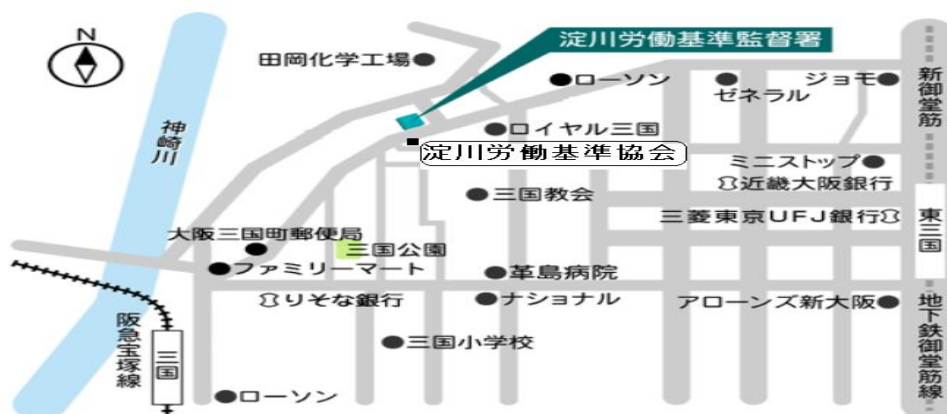 N
淀川労働基準監督署
田岡化学工場
ローソン
ゼネラル
ジョモ
新御堂筋
神崎川
ロイヤル三国
淀川労働基準協会
ミニストップ
近畿大阪銀行
三国教会
三菱東京UFJ銀行
東三国
大阪三国町郵便局
三国公園
ファミリーマート
革島病院
りそな銀行
ナショナル
アローンズ新大阪
地下鉄御堂筋線
阪急宝塚線
三国
三国小学校
ローソン